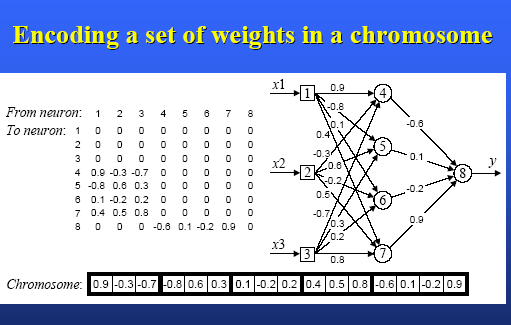 Encoding a set of weights in a chromosome
From neuron: 1 2 3 4 5 6 7 8
To neuron: 1 0 0 0 0 0 0 0 0
2 0 0 0 0 0 0 0 0
3 0 0 0 0 0 0 0 0
4 0.9 -0.3 -0.7 0 0 0 0 0
5 -0.8 0.6 0.3 0 0 0 0 0
6 0.1 -0.2 0.2 0 0 0 0 0
7 0.4 0.5 0.8 0 0 0 0 0
8 0 0 0 -0.6 0.1 -0.2 0.9 0
x1
1
0.9
-0.8
0.1
0.4
4
-0.6
x2
2
-0.3
0.6
-0.2
0.5
5
0.1
8
y
6
-0.2
x3
3
-0.7
0.3
0.2
0.8
7
0.9
Chromosome: 0.9 -0.3 -0.7 -0.8 0.6 0.3 0.1 -0.2 0.2 0.4 0.5 0.8 -0.6 0.1 -0.2 0.9